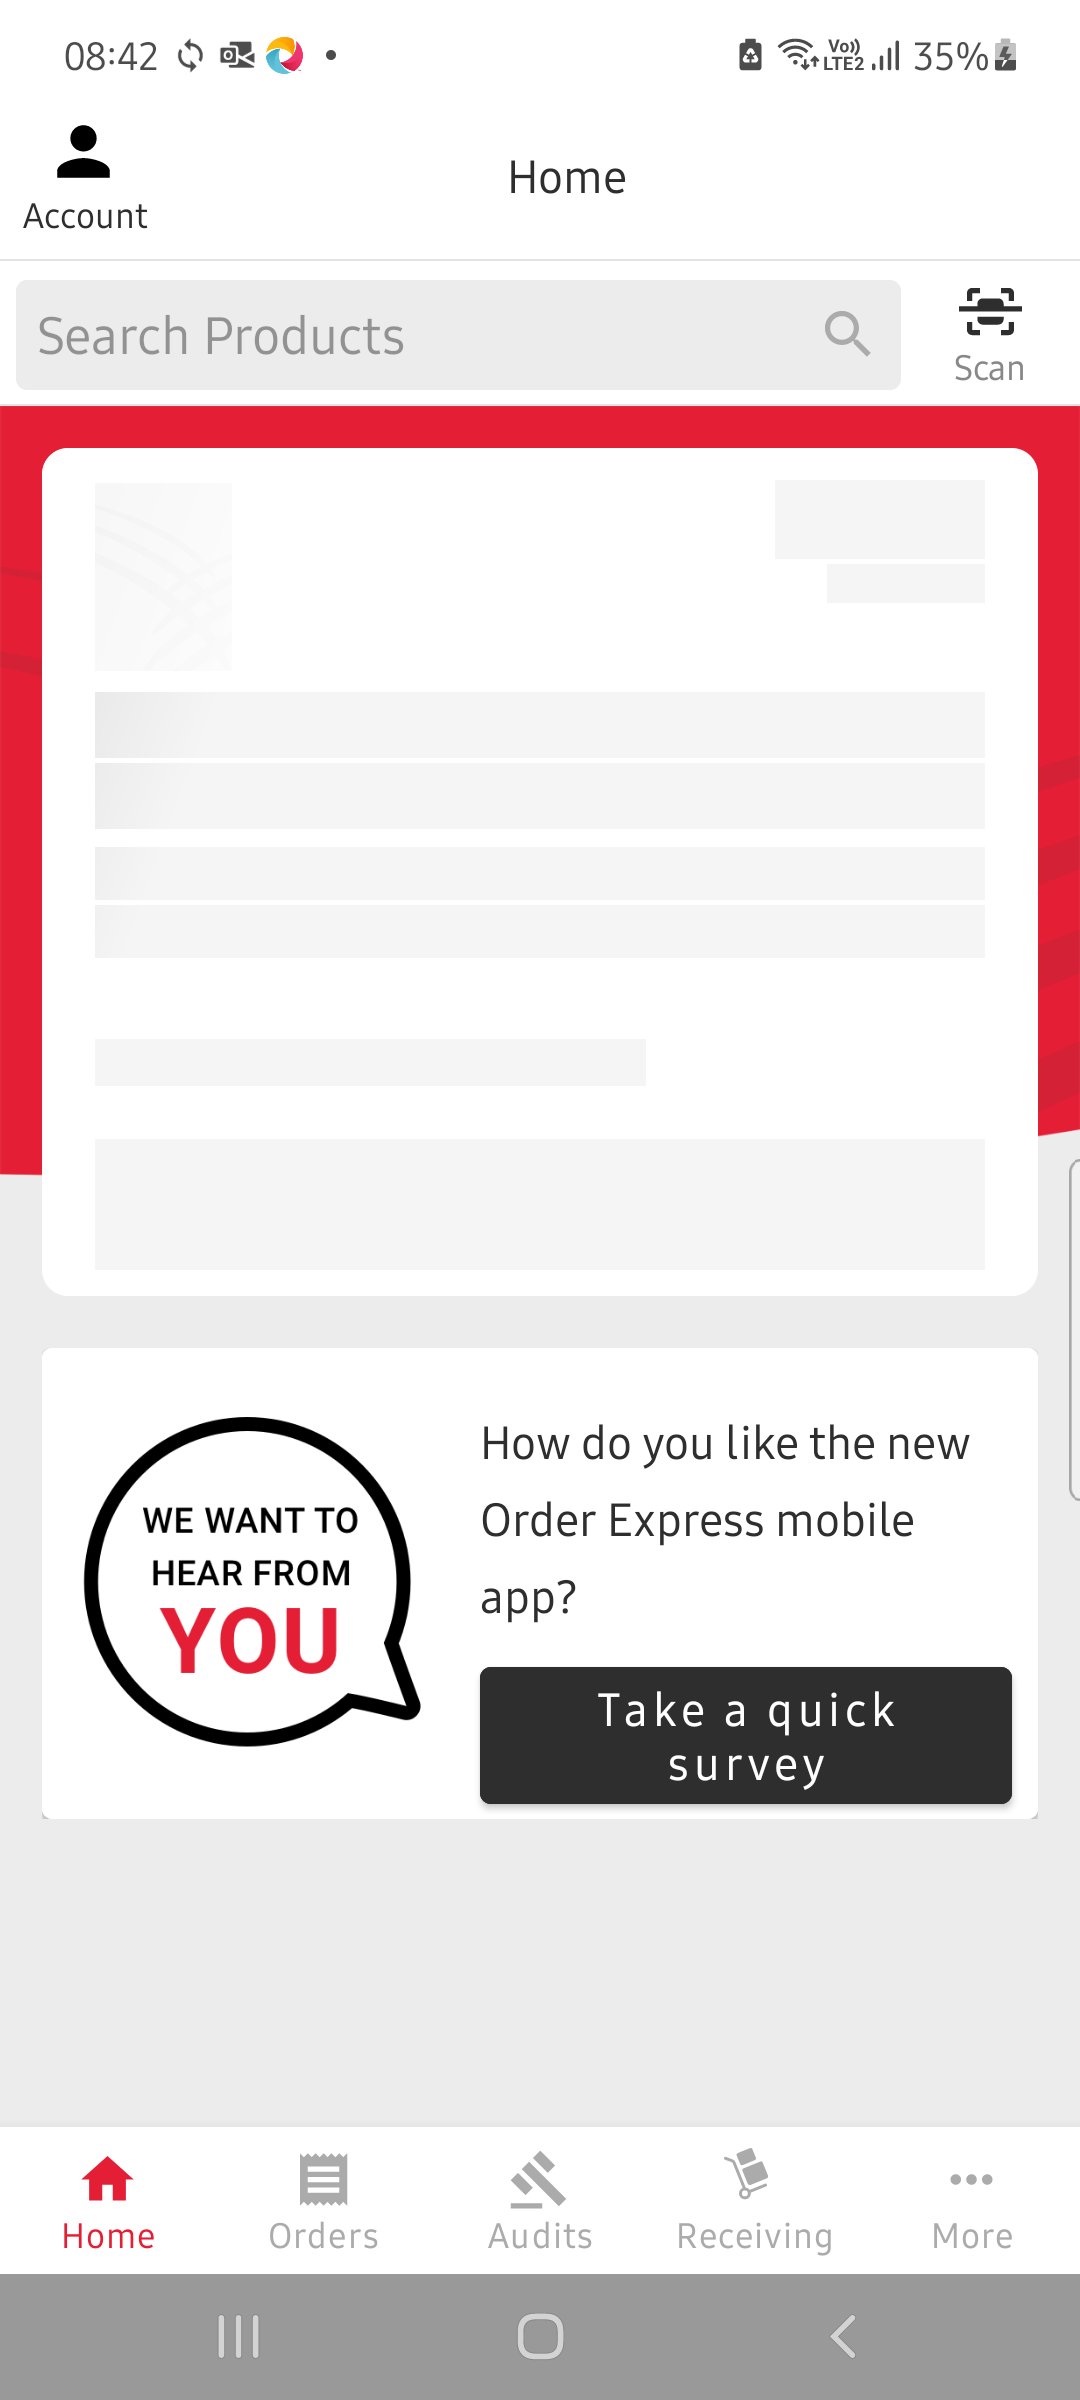 08:42
Vo)) LTE2 35%
Account
Home
Search Products
Scan
WE WANT TO
HEAR FROM
YOU
How do you like the new
Order Express mobile
app?
Take a quick
survey
Home
Orders
Audits
Receiving
More